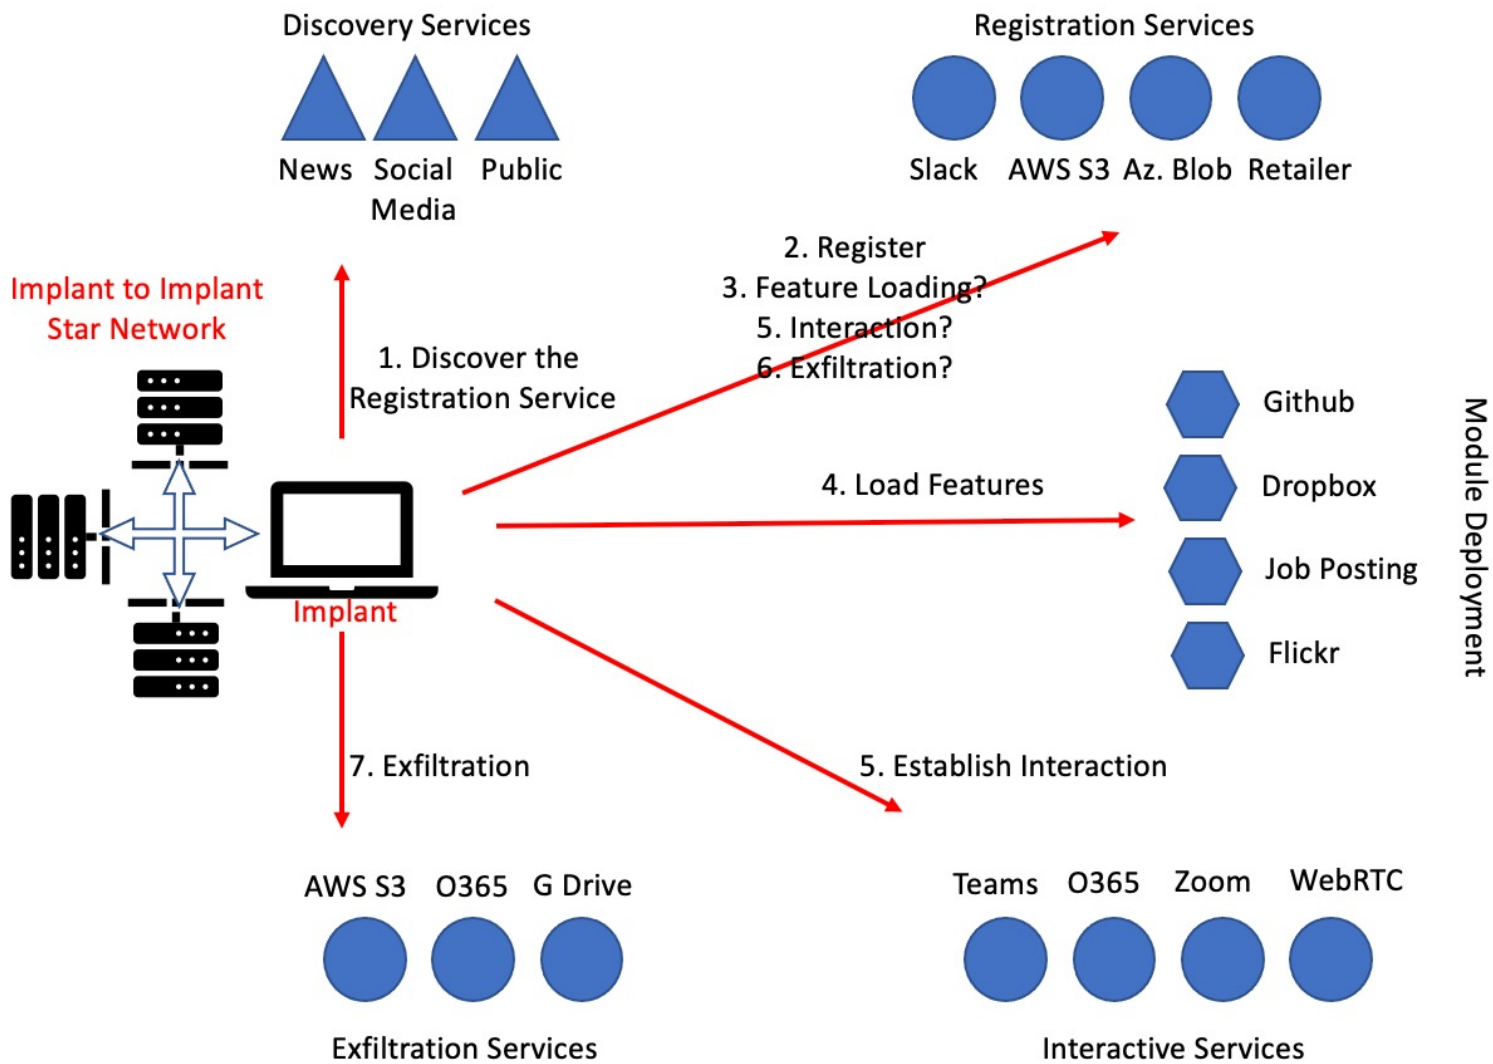 Discovery Services
News
Social
Media
Public
Registration Services
Slack
AWS S3
Az. Blob
Retailer
Implant to Implant
Star Network
1. Discover the
Registration Service
2. Register
3. Feature Loading?
5. Interaction?
6. Exfiltration?
4. Load Features
Github
Dropbox
Job Posting
Flickr
Module Deployment
Implant
7. Exfiltration
5. Establish Interaction
AWS S3
O365
G Drive
Exfiltration Services
Teams
O365
Zoom
WebRTC
Interactive Services